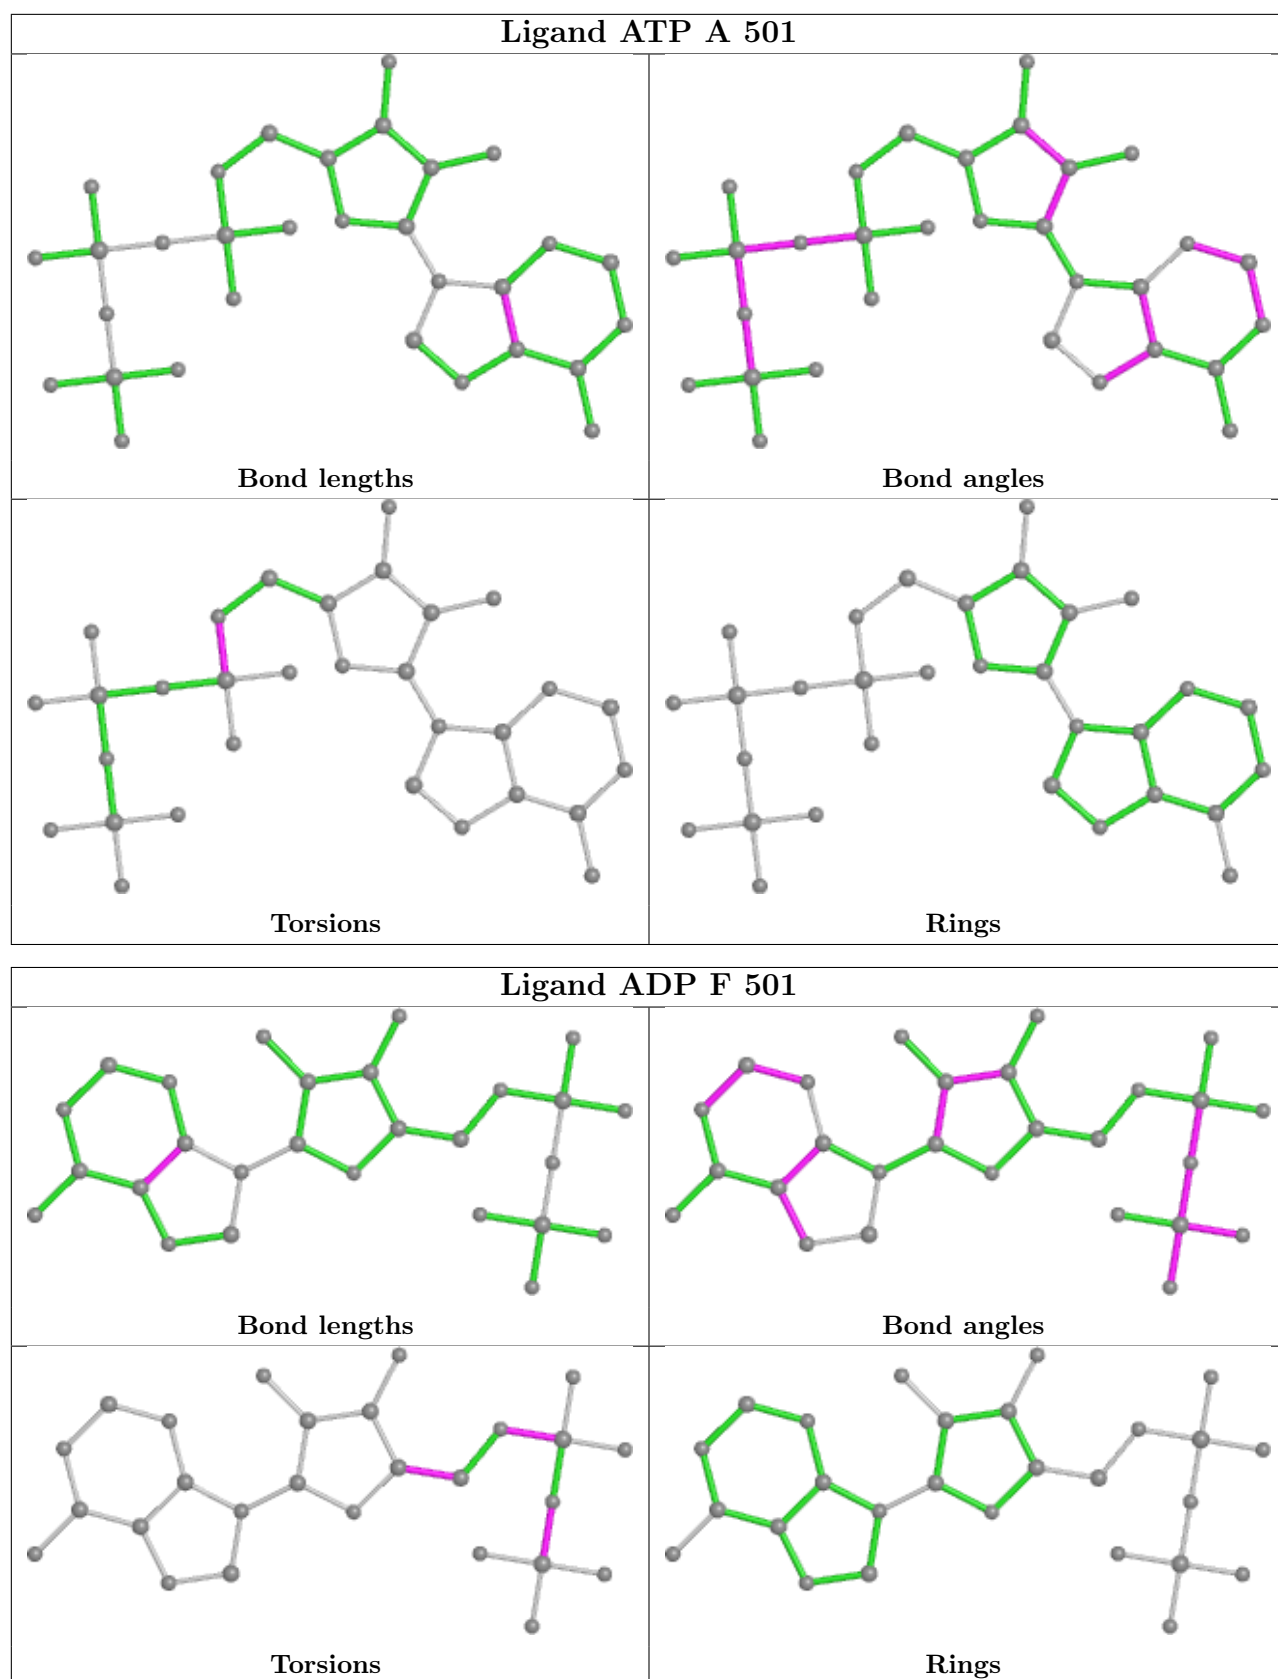 Ligand ATP A 501
Bond lengths
Bond angles
Torsions
Rings
Ligand ADP F 501
Bond lengths
Bond angles
Torsions
Rings